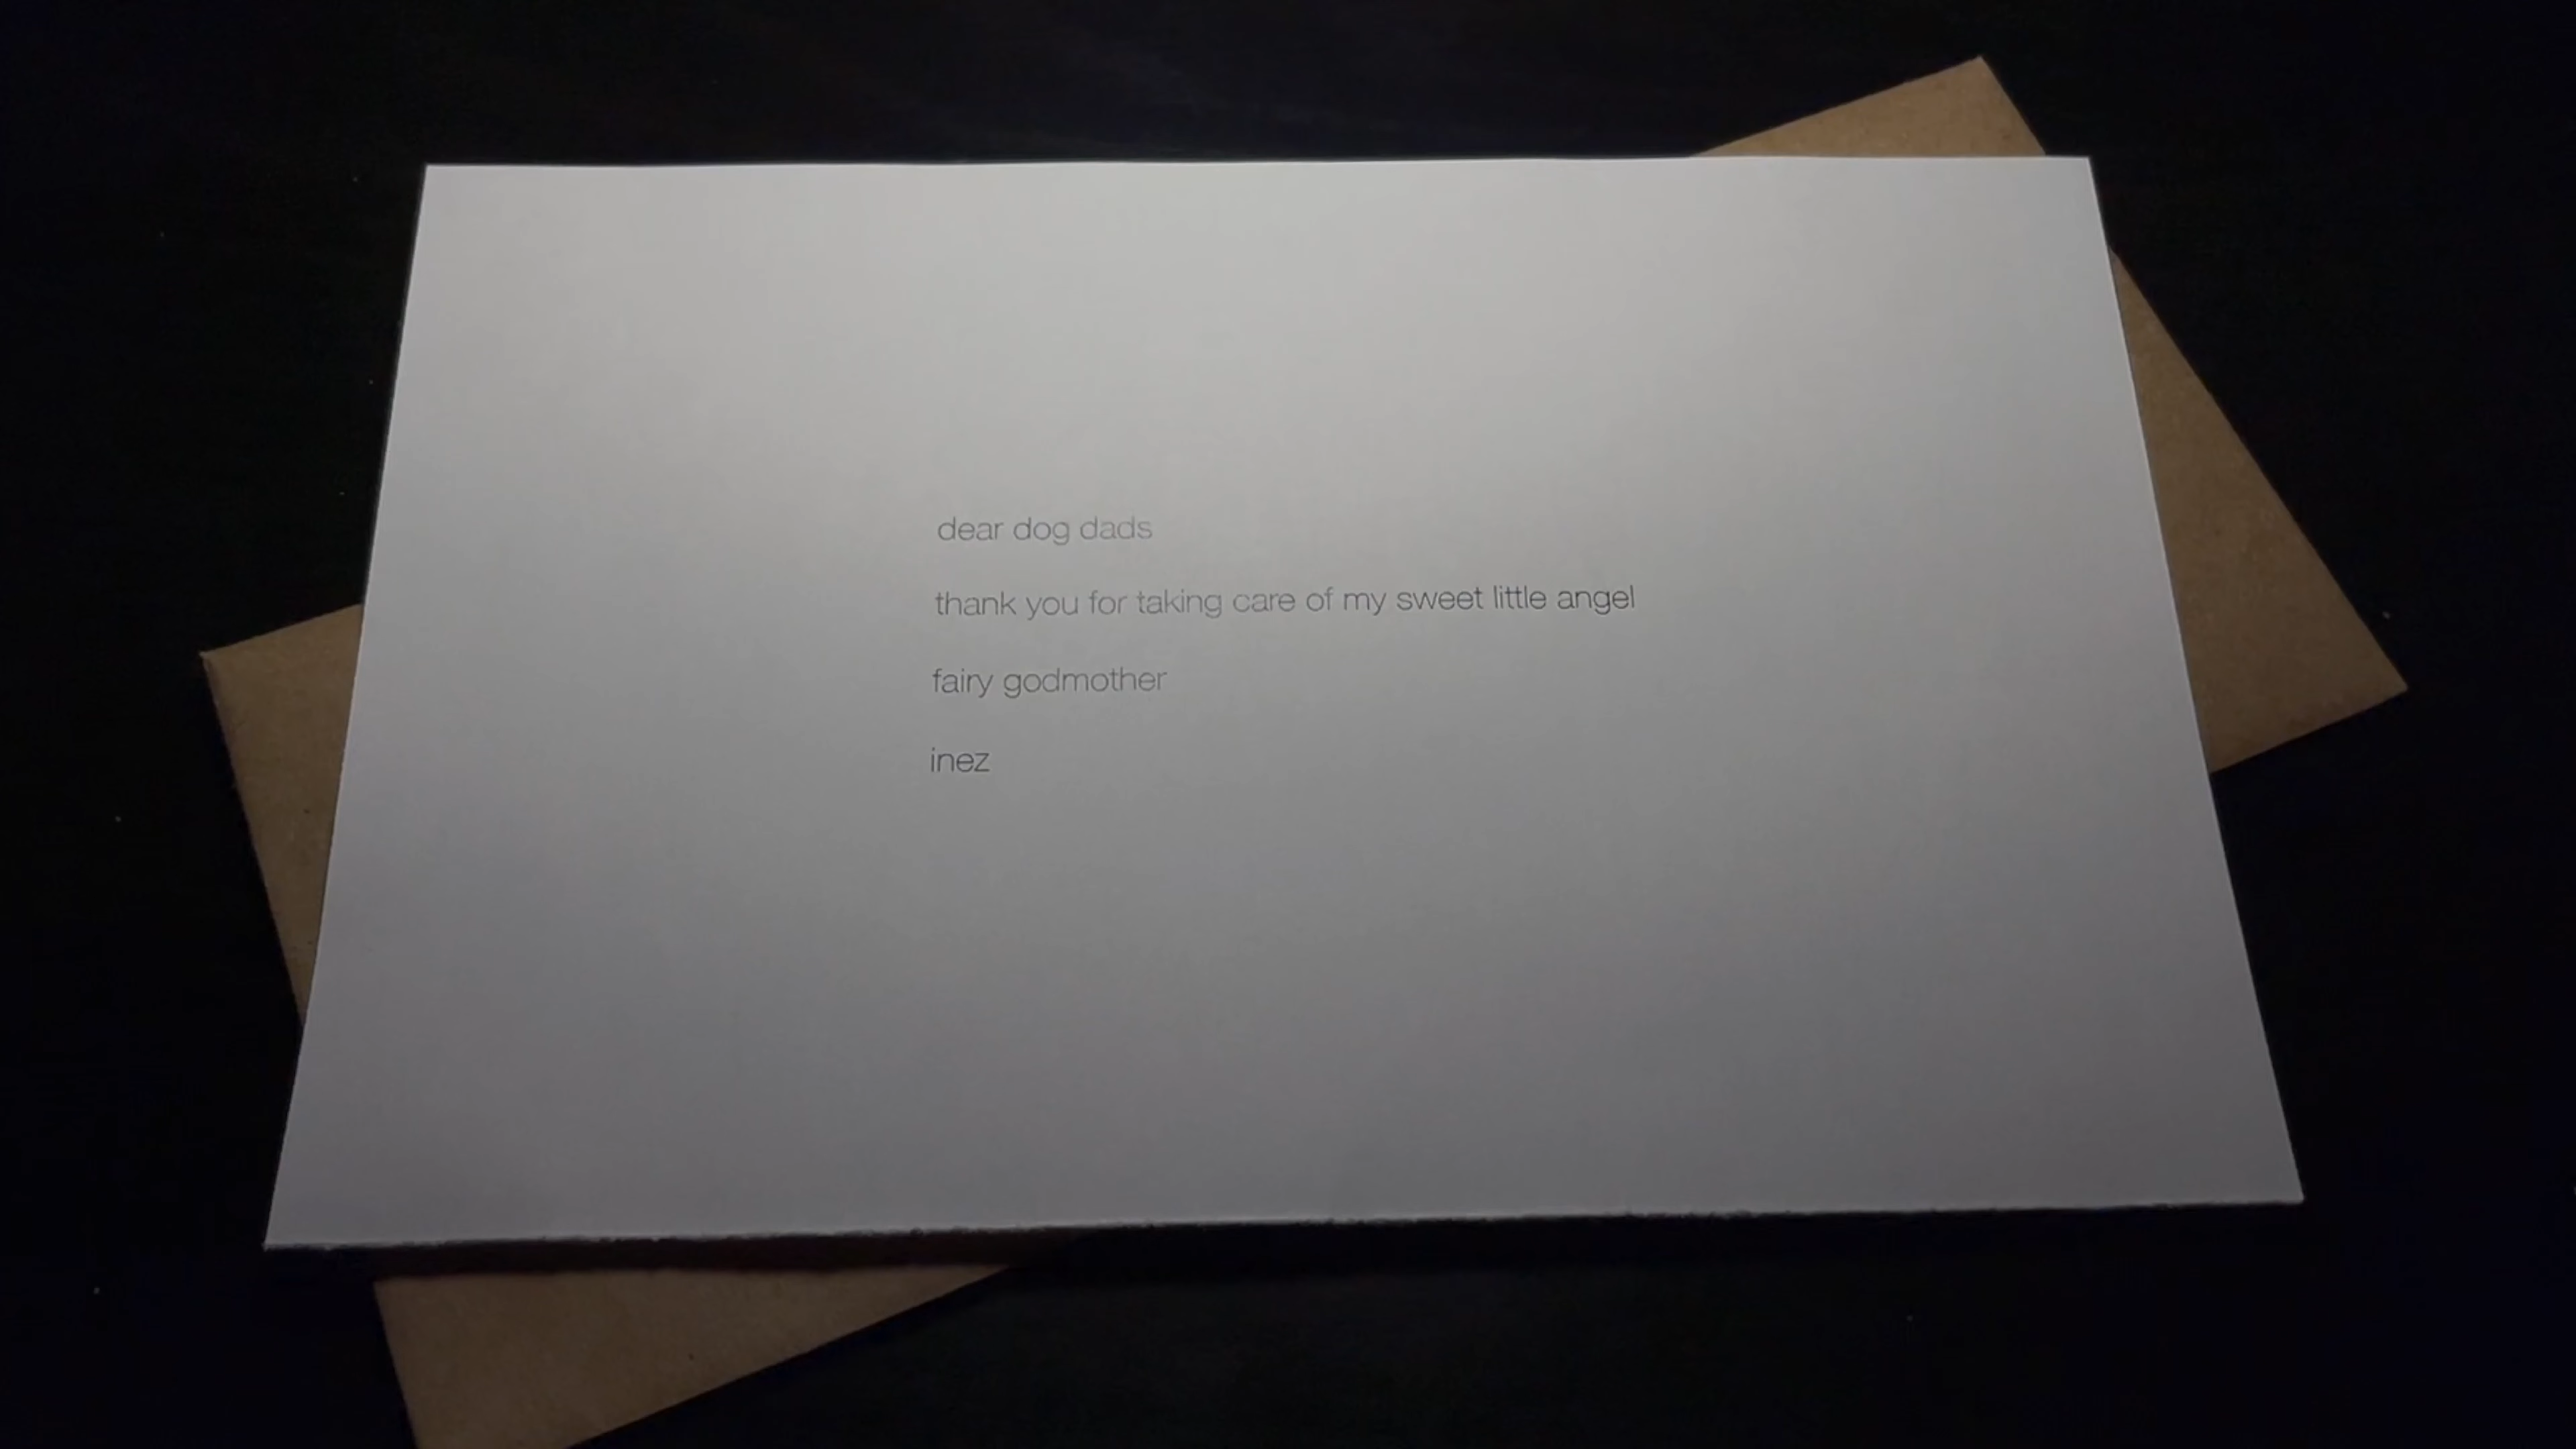 dear dog dads
thank you for taking care of my sweet little angel
fairy godmother
inez